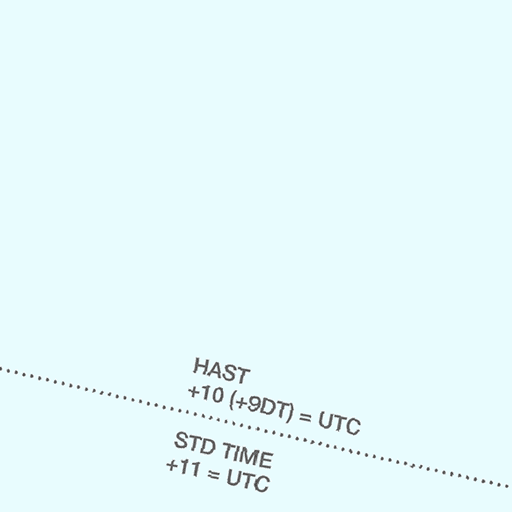 HAST
+10 (+9DT) = UTC
STD TIME
+11 = UTC